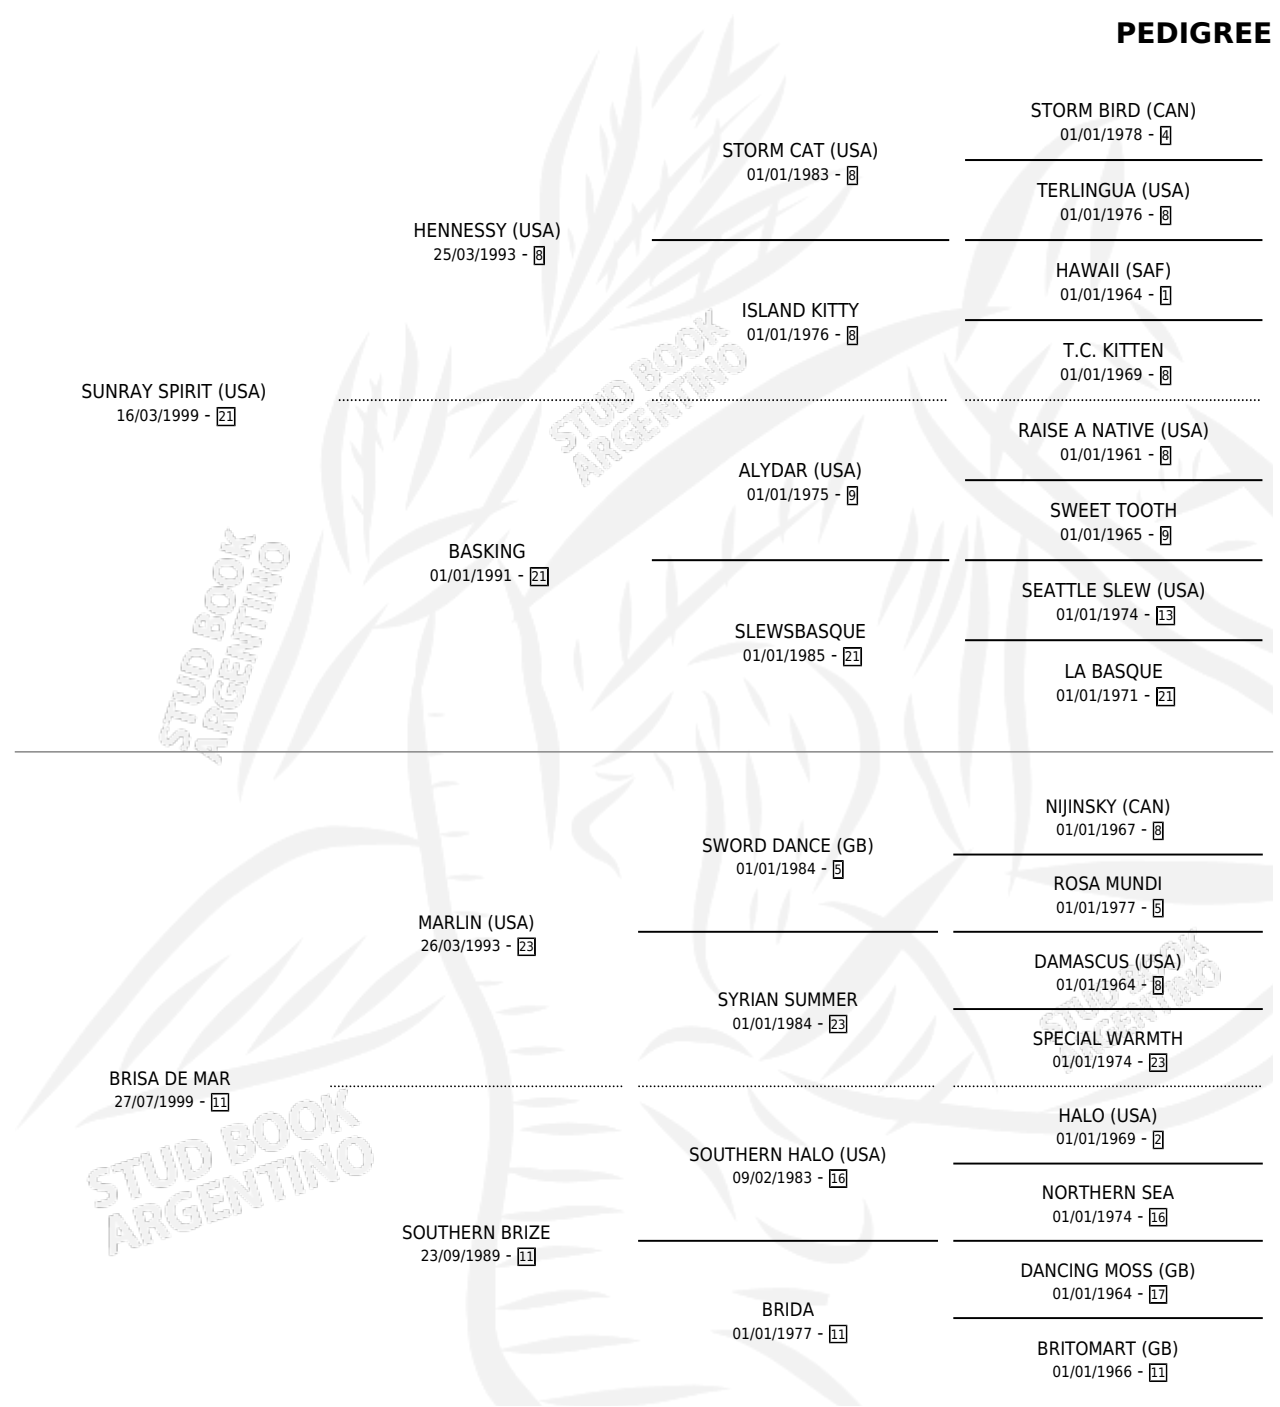 PEDIGREE
STORM BIRD (CAN)
01/01/1978 - 4
STORM CAT (USA)
01/01/1983 - 8
TERLINGUA (USA)
01/01/1976 - 8
HENNESSY (USA)
25/03/1993 - 8
HAWAII (SAF)
01/01/1964 - 1
ISLAND KITTY
01/01/1976 - 8
T.C. KITTEN
01/01/1969 - 8
SUNRAY SPIRIT (USA)
16/03/1999 - 21
RAISE A NATIVE (USA)
01/01/1961 - 8
ALYDAR (USA)
01/01/1975 - 9
SWEET TOOTH
01/01/1965 - 9
BASKING
01/01/1991 - 21
SEATTLE SLEW (USA)
01/01/1974 - 13
SLEWSBASQUE
01/01/1985 - 21
LA BASQUE
01/01/1971 - 21
NIJINSKY (CAN)
01/01/1967 - 8
SWORD DANCE (GB)
01/01/1984 - 5
ROSA MUNDI
01/01/1977 - 5
MARLIN (USA)
26/03/1993 - 23
DAMASCUS (USA)
01/01/1964 - 8
SYRIAN SUMMER
01/01/1984 - 23
SPECIAL WARMTH
01/01/1974 - 23
BRISA DE MAR
27/07/1999 - 11
HALO (USA)
01/01/1969 - 2
SOUTHERN HALO (USA)
09/02/1983 - 16
NORTHERN SEA
01/01/1974 - 16
SOUTHERN BRIZE
23/09/1989 - 11
DANCING MOSS (GB)
01/01/1964 - 17
BRIDA
01/01/1977 - 11
BRITOMART (GB)
01/01/1966 - 11
STUD BOOK
ARGENTINO
STUD BOOK
ARGENTINO
STUD BOOK
ARGENTINO
STUD BOOK
ARGENTINO